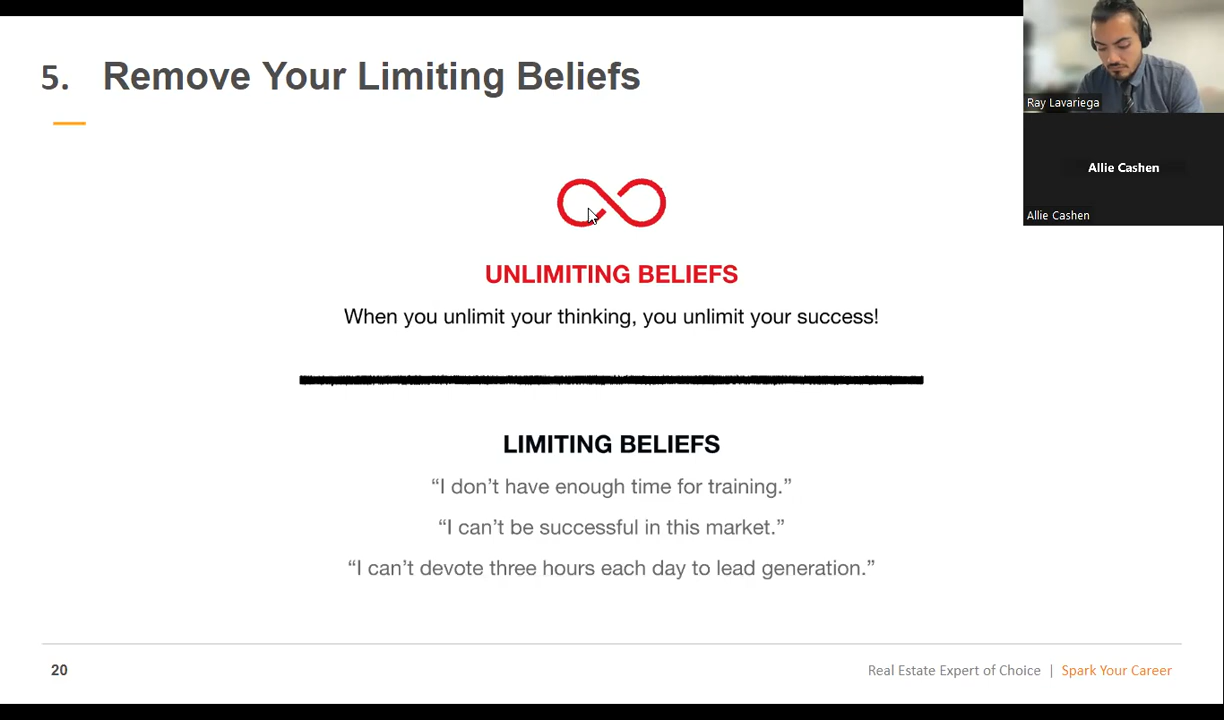 5. Remove Your Limiting Beliefs
UNLIMITING BELIEFS
When you unlimit your thinking, you unlimit your success!
LIMITING BELIEFS
“I don’t have enough time for training.”
“I can’t be successful in this market.”
“I can’t devote three hours each day to lead generation.”
20
Real Estate Expert of Choice | Spark Your Career
Ray Lavariega
Allie Cashen
Allie Cashen